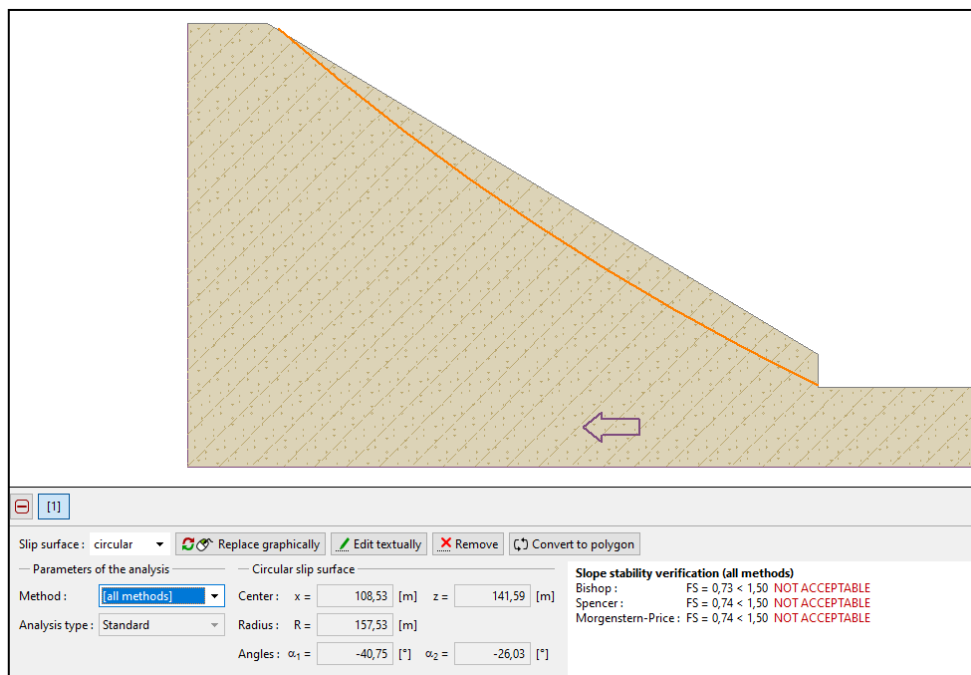 [1]
Slip surface : circular Replace graphically Edit textually Remove Convert to polygon
Parameters of the analysis
Method : [all methods]
Analysis type : Standard
Circular slip surface
Center : x = 108,53 [m] z = 141,59 [m]
Radius : R = 157,53 [m]
Angles : α1 = -40,75 [°] α2 = -26,03 [°]
Slope stability verification (all methods)
Bishop : FS = 0,73 < 1,50 NOT ACCEPTABLE
Spencer : FS = 0,74 < 1,50 NOT ACCEPTABLE
Morgenstern-Price : FS = 0,74 < 1,50 NOT ACCEPTABLE